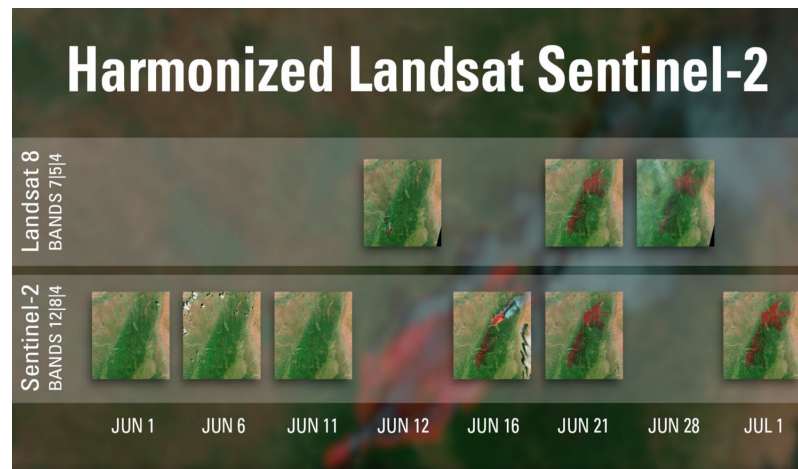 Harmonized Landsat Sentinel-2
Landsat 8
BANDS 7|5|4
Sentinel-2
BANDS 12|8|4
JUN 1 JUN 6 JUN 11 JUN 12 JUN 16 JUN 21 JUN 28 JUL 1